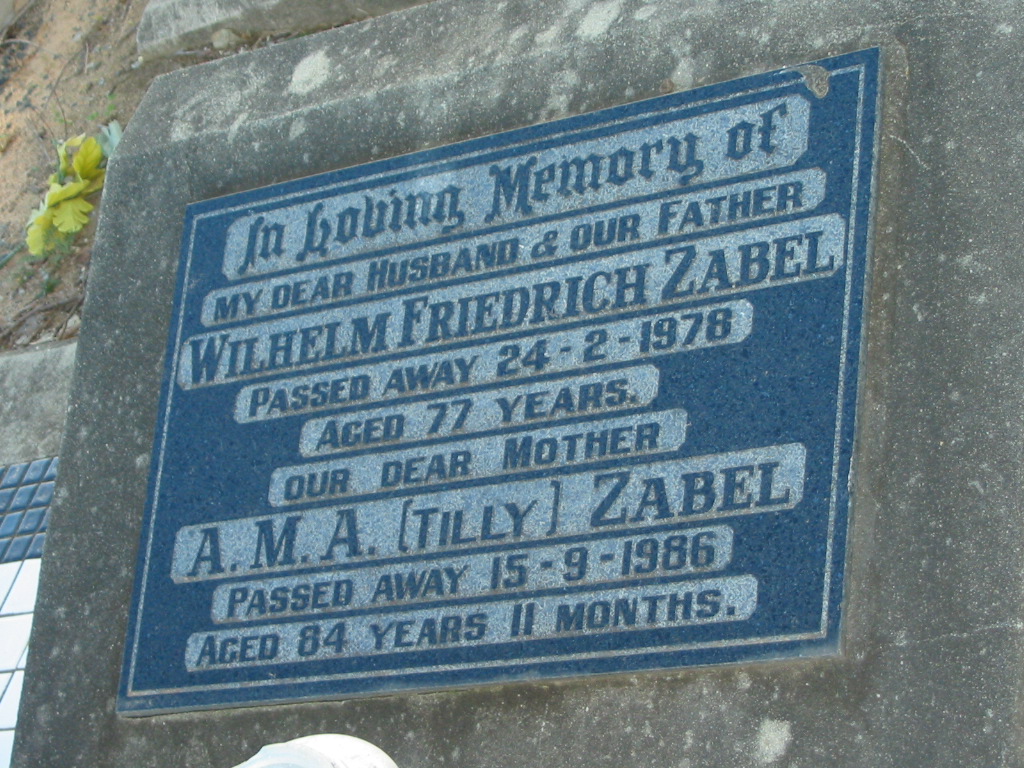 In Loving Memory of
MY DEAR HUSBAND & OUR FATHER
WILHELM FRIEDRICH ZABEL
PASSED AWAY 24-2-1978
AGED 77 YEARS.
OUR DEAR MOTHER
A. M. A. (TILLY) ZABEL
PASSED AWAY 15-9-1986
AGED 84 YEARS 11 MONTHS.